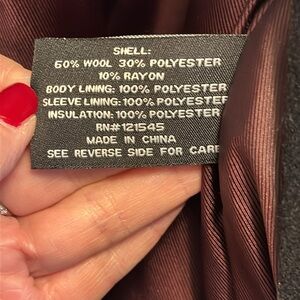 SHELL:
60% WOOL 30% POLYESTER
10% RAYON
BODY LINING: 100% POLYESTER
SLEEVE LINING: 100% POLYESTER
INSULATION: 100% POLYESTER
RN#121545
MADE IN CHINA
SEE REVERSE SIDE FOR CARE